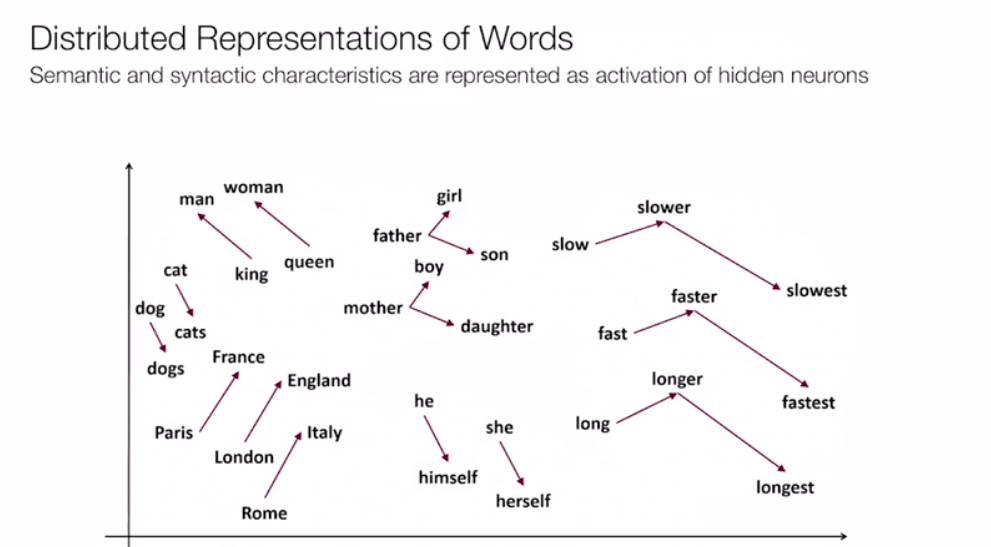 Distributed Representations of Words
Semantic and syntactic characteristics are represented as activation of hidden neurons
man
woman
king
queen
cat
cats
dog
dogs
France
England
Italy
Paris
London
Rome
father
girl
son
mother
boy
daughter
he
himself
she
herself
slow
slower
slowest
fast
faster
fastest
long
longer
longest